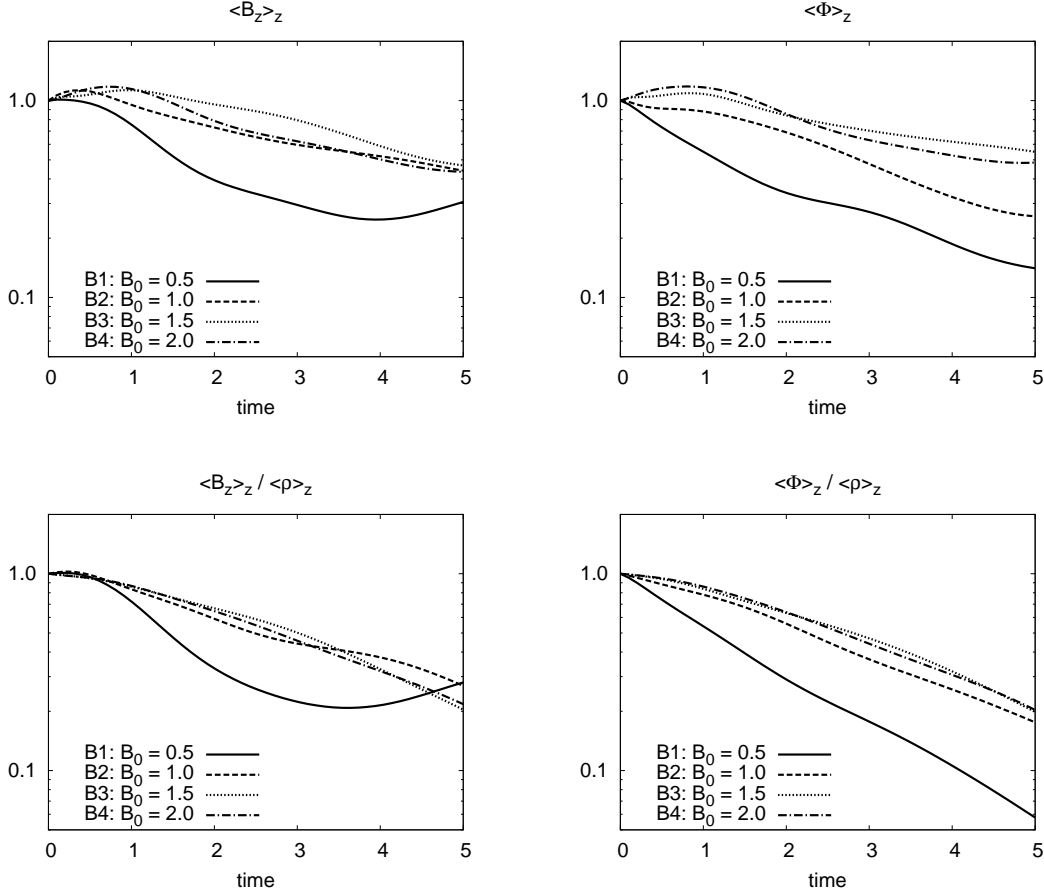 <B_z>_z
1.0
0.1
B1: B_0 = 0.5
B2: B_0 = 1.0
B3: B_0 = 1.5
B4: B_0 = 2.0
0 1 2 3 4 5
time
<Φ>_z
1.0
0.1
B1: B_0 = 0.5
B2: B_0 = 1.0
B3: B_0 = 1.5
B4: B_0 = 2.0
0 1 2 3 4 5
time
<B_z>_z / <ρ>_z
1.0
0.1
B1: B_0 = 0.5
B2: B_0 = 1.0
B3: B_0 = 1.5
B4: B_0 = 2.0
0 1 2 3 4 5
time
<Φ>_z / <ρ>_z
1.0
0.1
B1: B_0 = 0.5
B2: B_0 = 1.0
B3: B_0 = 1.5
B4: B_0 = 2.0
0 1 2 3 4 5
time